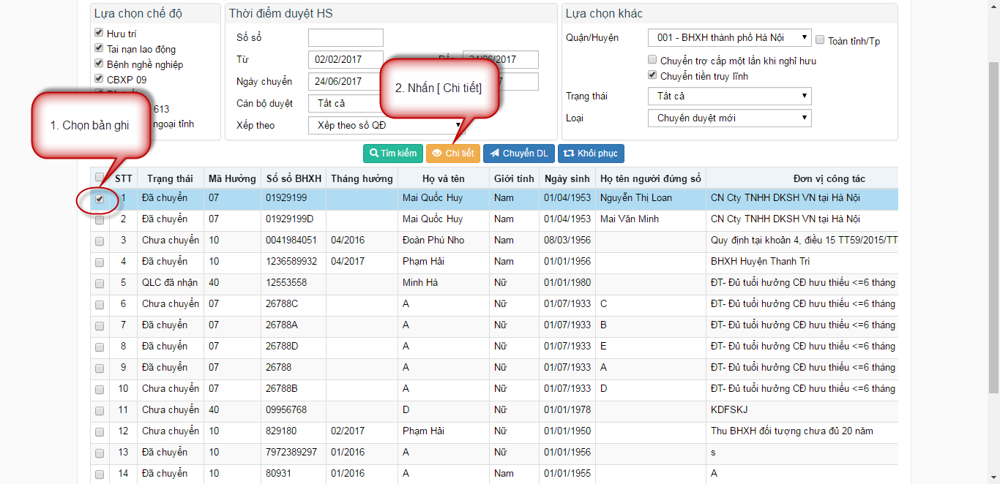 Lựa chọn chế độ
Hưu trí
Tai nạn lao động
Bệnh nghề nghiệp
CBXP 09
613
ngoại tỉnh
Thời điểm duyệt HS
Số sổ
Từ 02/02/2017 /2017
Ngày chuyển 24/06/2017
Cán bộ duyệt Tất cả
Xếp theo Xếp theo số QĐ
Lựa chọn khác
Quận/Huyện 001 - BHXH thành phố Hà Nội Toàn tỉnh/Tp
Chuyển trợ cấp một lần khi nghỉ hưu
Chuyển tiền truy lĩnh
Trạng thái Tất cả
Loại Chuyển duyệt mới
1. Chọn bản ghi
2. Nhấn [ Chi tiết]
Tìm kiếm Chi tiết Chuyển DL Khôi phục
STT Trạng thái Mã Hưởng Số sổ BHXH Tháng hưởng Họ và tên Giới tính Ngày sinh Họ tên người đứng sổ Đơn vị công tác
1 Đã chuyển 07 01929199 Mai Quốc Huy Nam 01/04/1953 Nguyễn Thị Loan CN Cty TNHH DKSH VN tại Hà Nội
2 Đã chuyển 07 01929199D Mai Quốc Huy Nam 01/04/1953 Mai Văn Minh CN Cty TNHH DKSH VN tại Hà Nội
3 Chưa chuyển 10 0041984051 04/2016 Đoàn Phú Nho Nam 08/03/1956 Quy định tại khoản 4, điều 15 TT59/2015/TT-
4 Đã chuyển 10 1236589932 04/2017 Phạm Hải Nam 01/01/1956 BHXH Huyện Thanh Trì
5 QLC đã nhận 40 12553558 Minh Hà Nữ 01/01/1980 ĐT- Đủ tuổi hưởng CĐ hưu thiếu <=6 tháng
6 Chưa chuyển 07 26788C A Nữ 01/07/1933 C ĐT- Đủ tuổi hưởng CĐ hưu thiếu <=6 tháng
7 Đã chuyển 07 26788A A Nữ 01/07/1933 B ĐT- Đủ tuổi hưởng CĐ hưu thiếu <=6 tháng
8 Đã chuyển 07 26788D A Nữ 01/07/1933 E ĐT- Đủ tuổi hưởng CĐ hưu thiếu <=6 tháng
9 Đã chuyển 07 26788 A Nữ 01/07/1933 A ĐT- Đủ tuổi hưởng CĐ hưu thiếu <=6 tháng
10 Chưa chuyển 07 26788B A Nữ 01/07/1933 D ĐT- Đủ tuổi hưởng CĐ hưu thiếu <=6 tháng
11 Chưa chuyển 40 09956768 D Nữ 01/01/1978 KDFSKJ
12 Chưa chuyển 10 829180 02/2017 Phạm Hải Nữ 01/01/1950 Thu BHXH đối tượng chưa đủ 20 năm
13 Đã chuyển 10 7972389297 01/2016 A Nữ 01/01/1956 s
14 Đã chuyển 10 80931 01/2016 A Nam 01/01/1955 A